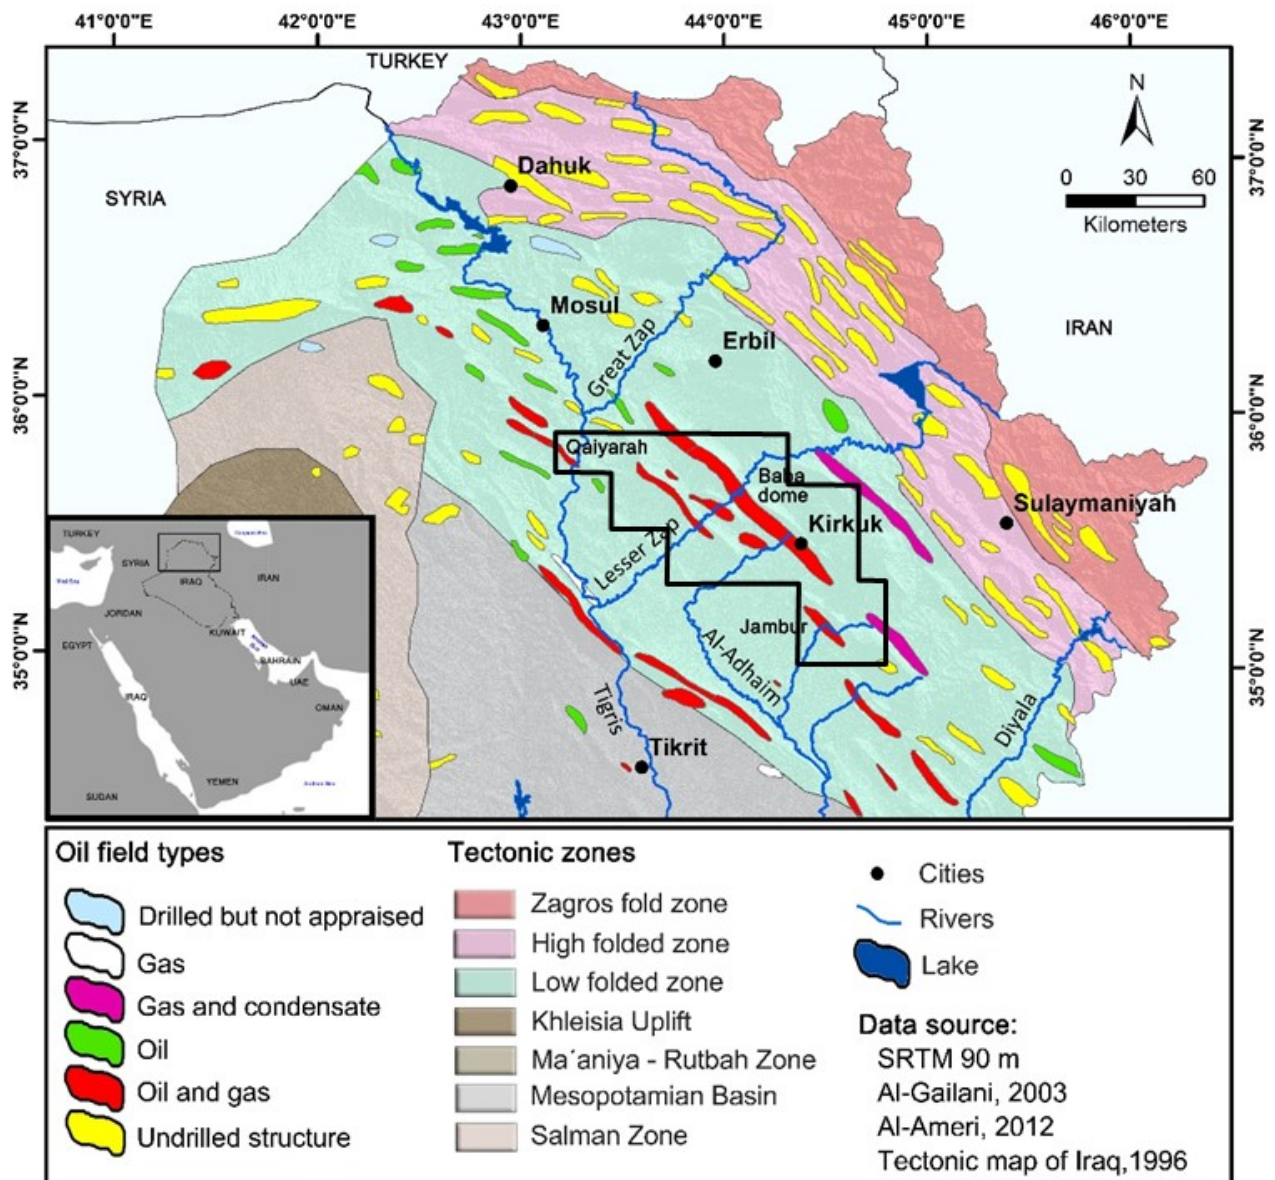 41°0'0"E 42°0'0"E 43°0'0"E 44°0'0"E 45°0'0"E 46°0'0"E
37°0'0"N
36°0'0"N
35°0'0"N
37°0'0"N
36°0'0"N
35°0'0"N
TURKEY
SYRIA
IRAN
N
0 30 60
Kilometers
Dahuk
Mosul
Erbil
Great Zap
Qaiyarah
Baba
dome
Kirkuk
Sulaymaniyah
Lesser Zap
Jambur
Al-Adhaim
Tigris
Tikrit
Diyala
TURKEY
SYRIA
IRAQ
IRAN
JORDAN
EGYPT
KUWAIT
BAHRAIN
UAE
IRAQ
OMAN
YEMEN
SUDAN
Oil field types
Drilled but not appraised
Gas
Gas and condensate
Oil
Oil and gas
Undrilled structure
Tectonic zones
Zagros fold zone
High folded zone
Low folded zone
Khleisia Uplift
Ma´aniya - Rutbah Zone
Mesopotamian Basin
Salman Zone
Cities
Rivers
Lake
Data source:
SRTM 90 m
Al-Gailani, 2003
Al-Ameri, 2012
Tectonic map of Iraq,1996